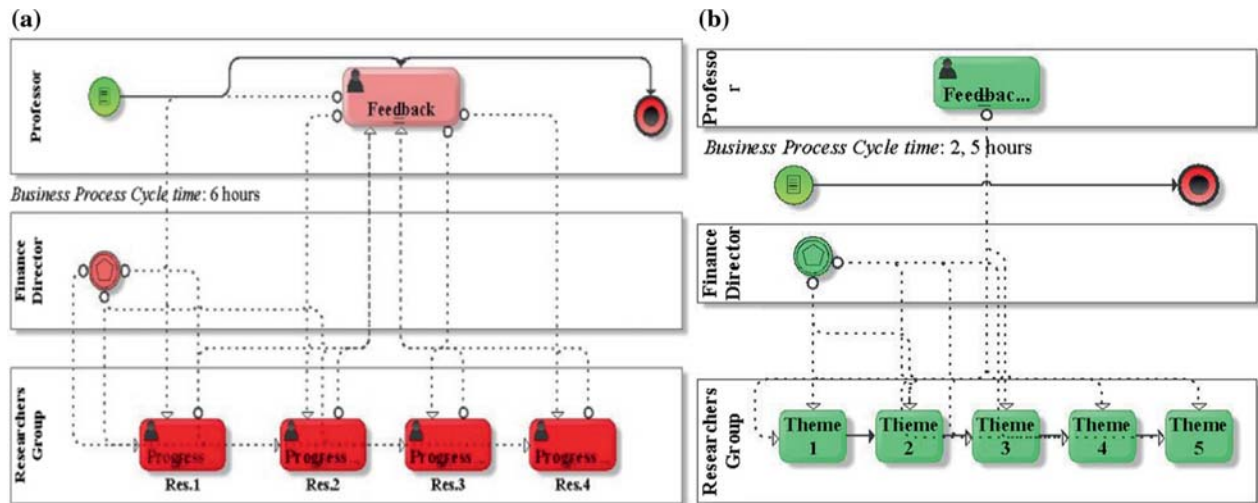 (a)
Professor
Feedback
Business Process Cycle time: 6 hours
Finance
Director
Researchers
Group
Progress
Progress
Progress
Progress
Res.1
Res.2
Res.3
Res.4
(b)
Professo
r
Feedbac...
Business Process Cycle time: 2, 5 hours
Finance
Director
Researchers
Group
Theme
1
Theme
2
Theme
3
Theme
4
Theme
5